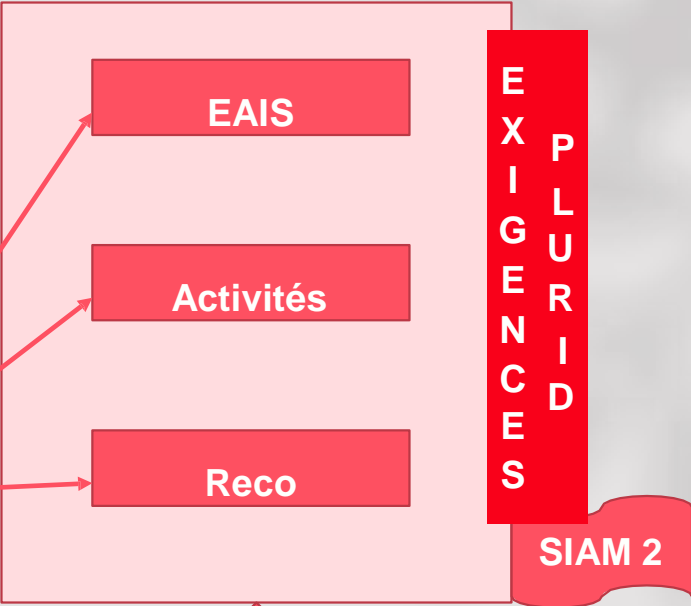 EAIS
Activités
Reco
EXIGENCES
PLURID
SIAM 2